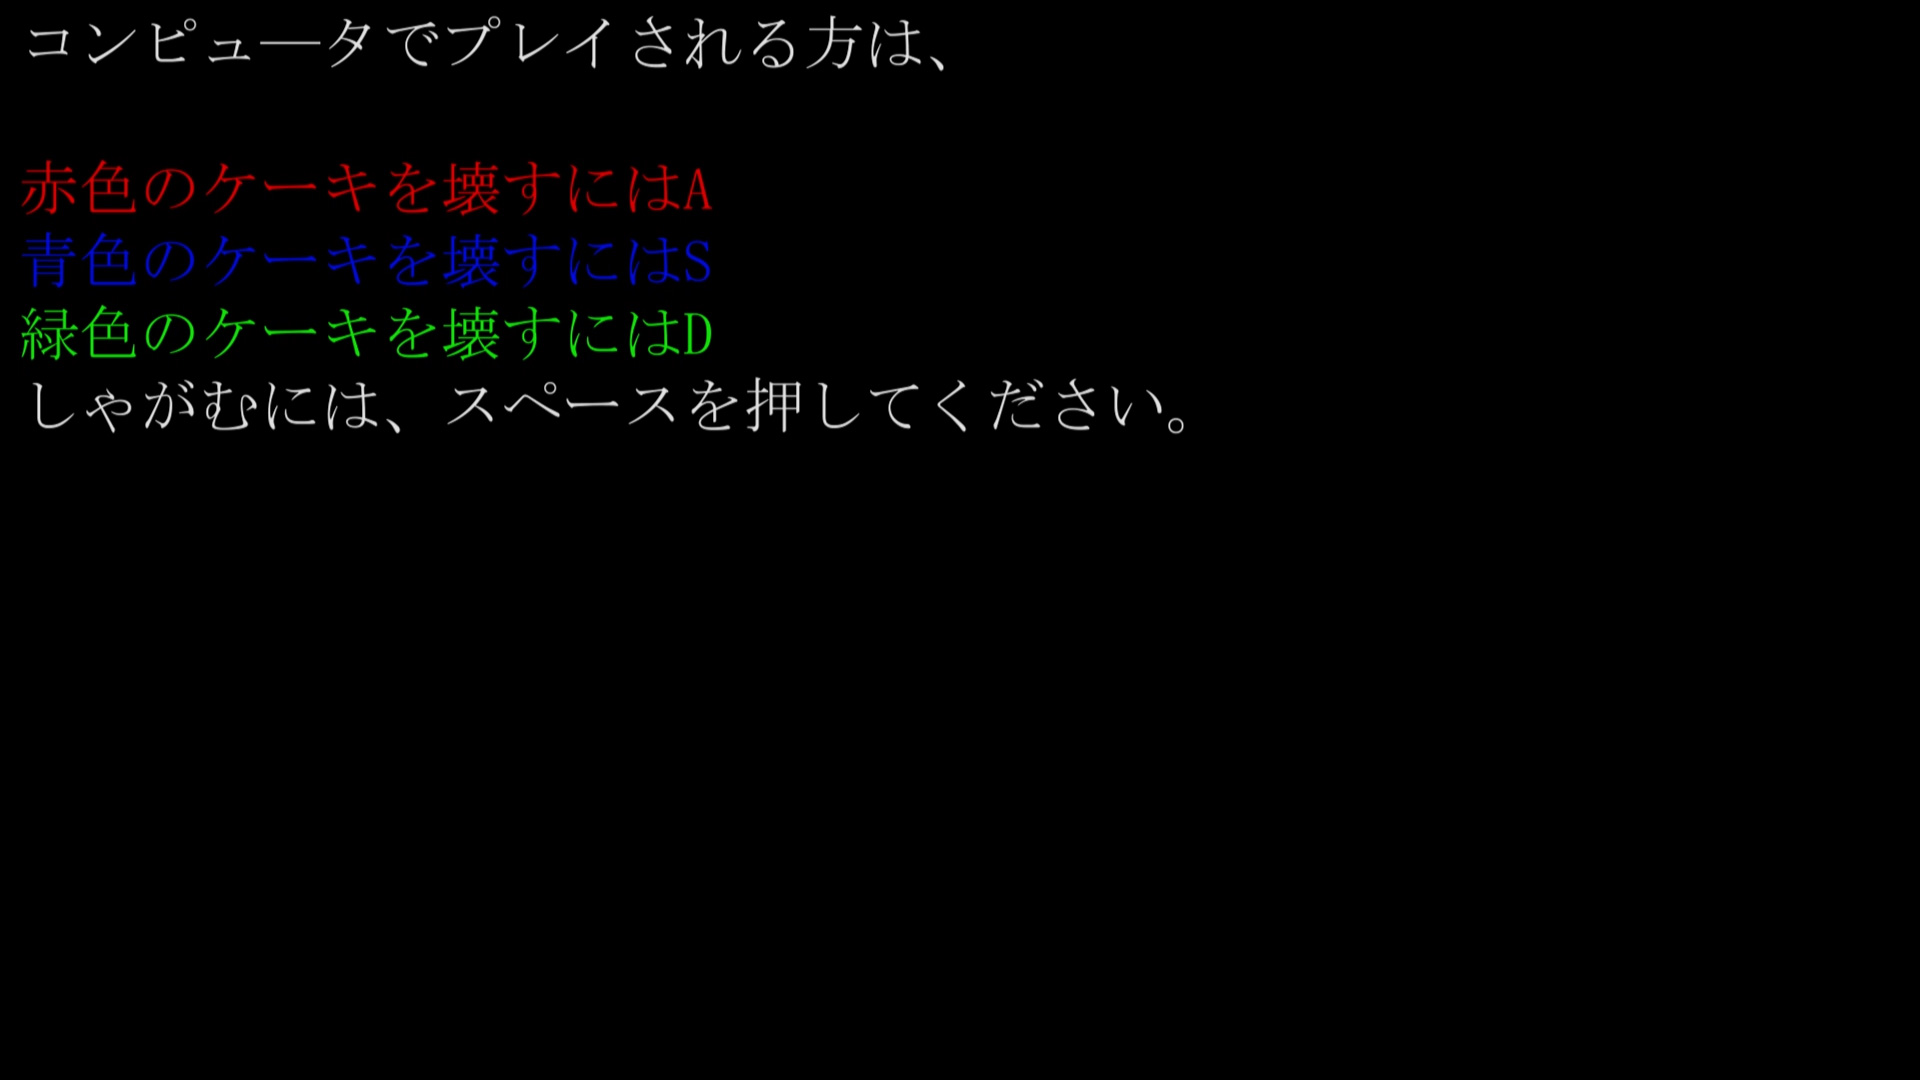 コンピュ―タでプレイされる方は、
赤色のケーキを壊すにはA
青色のケーキを壊すにはS
緑色のケーキを壊すにはD
しゃがむには、スペースを押してください。